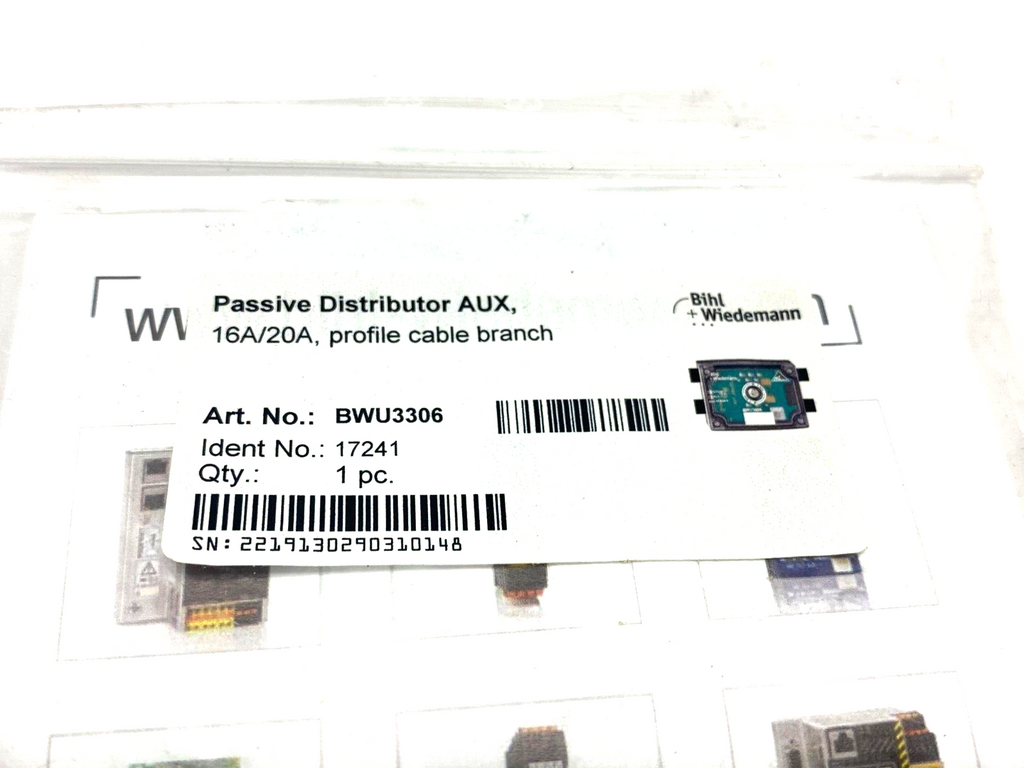 Passive Distributor AUX,
16A/20A, profile cable branch
Bihl
+ Wiedemann
Art. No.: BWU3306
Ident No.: 17241
Qty.: 1 pc.
SN: 2219130290310148